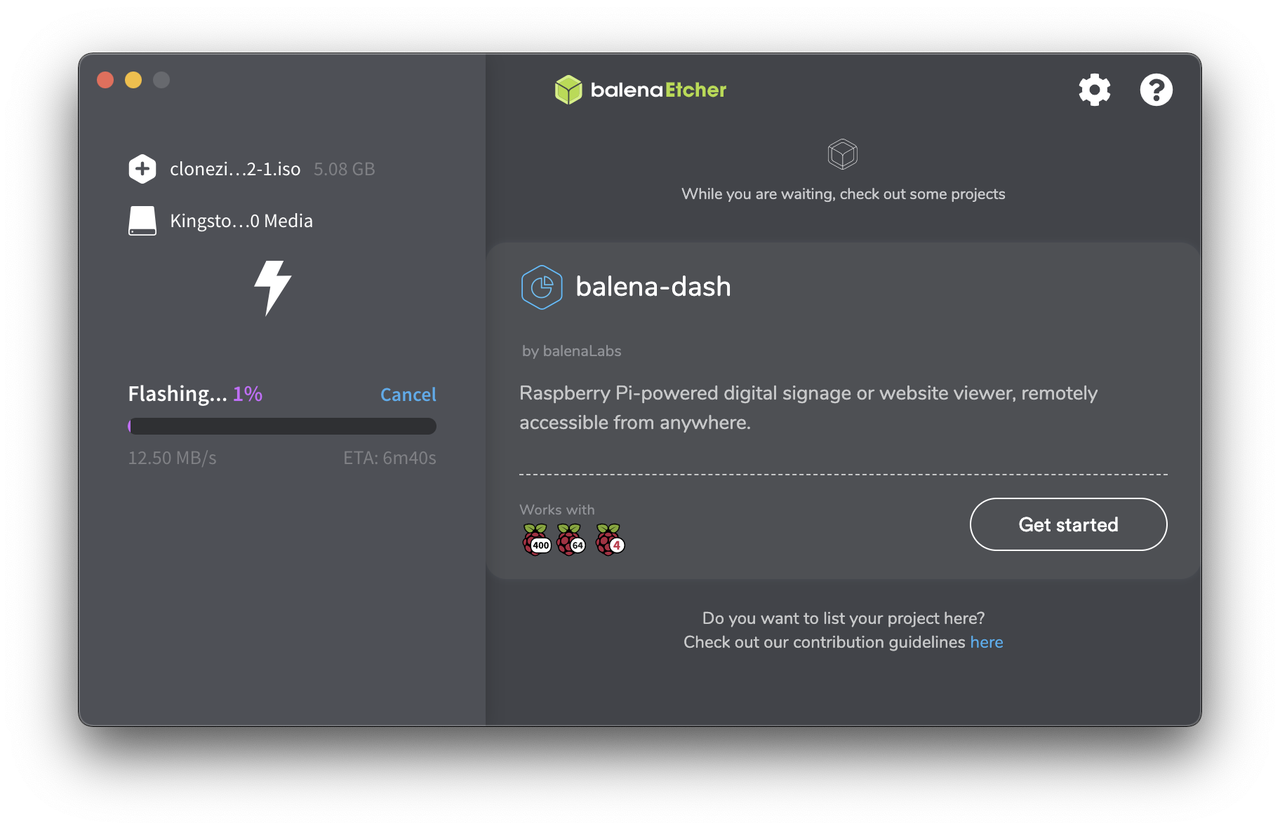 clonezi…2-1.iso 5.08 GB
Kingsto…0 Media
Flashing... 1% Cancel
12.50 MB/s ETA: 6m40s
balenaEtcher
While you are waiting, check out some projects
balena-dash
by balenaLabs
Raspberry Pi-powered digital signage or website viewer, remotely
accessible from anywhere.
Works with
400 64 4
Get started
Do you want to list your project here?
Check out our contribution guidelines here